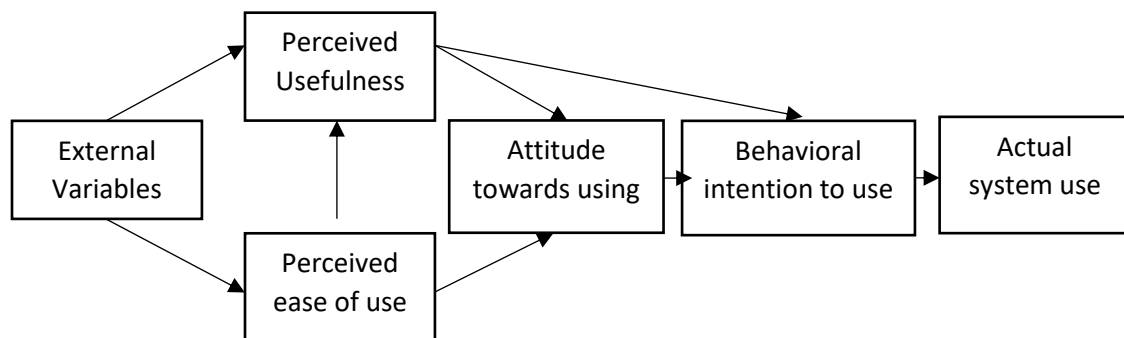 Perceived
Usefulness
External
Variables
Attitude
towards using
Behavioral
intention to use
Actual
system use
Perceived
ease of use